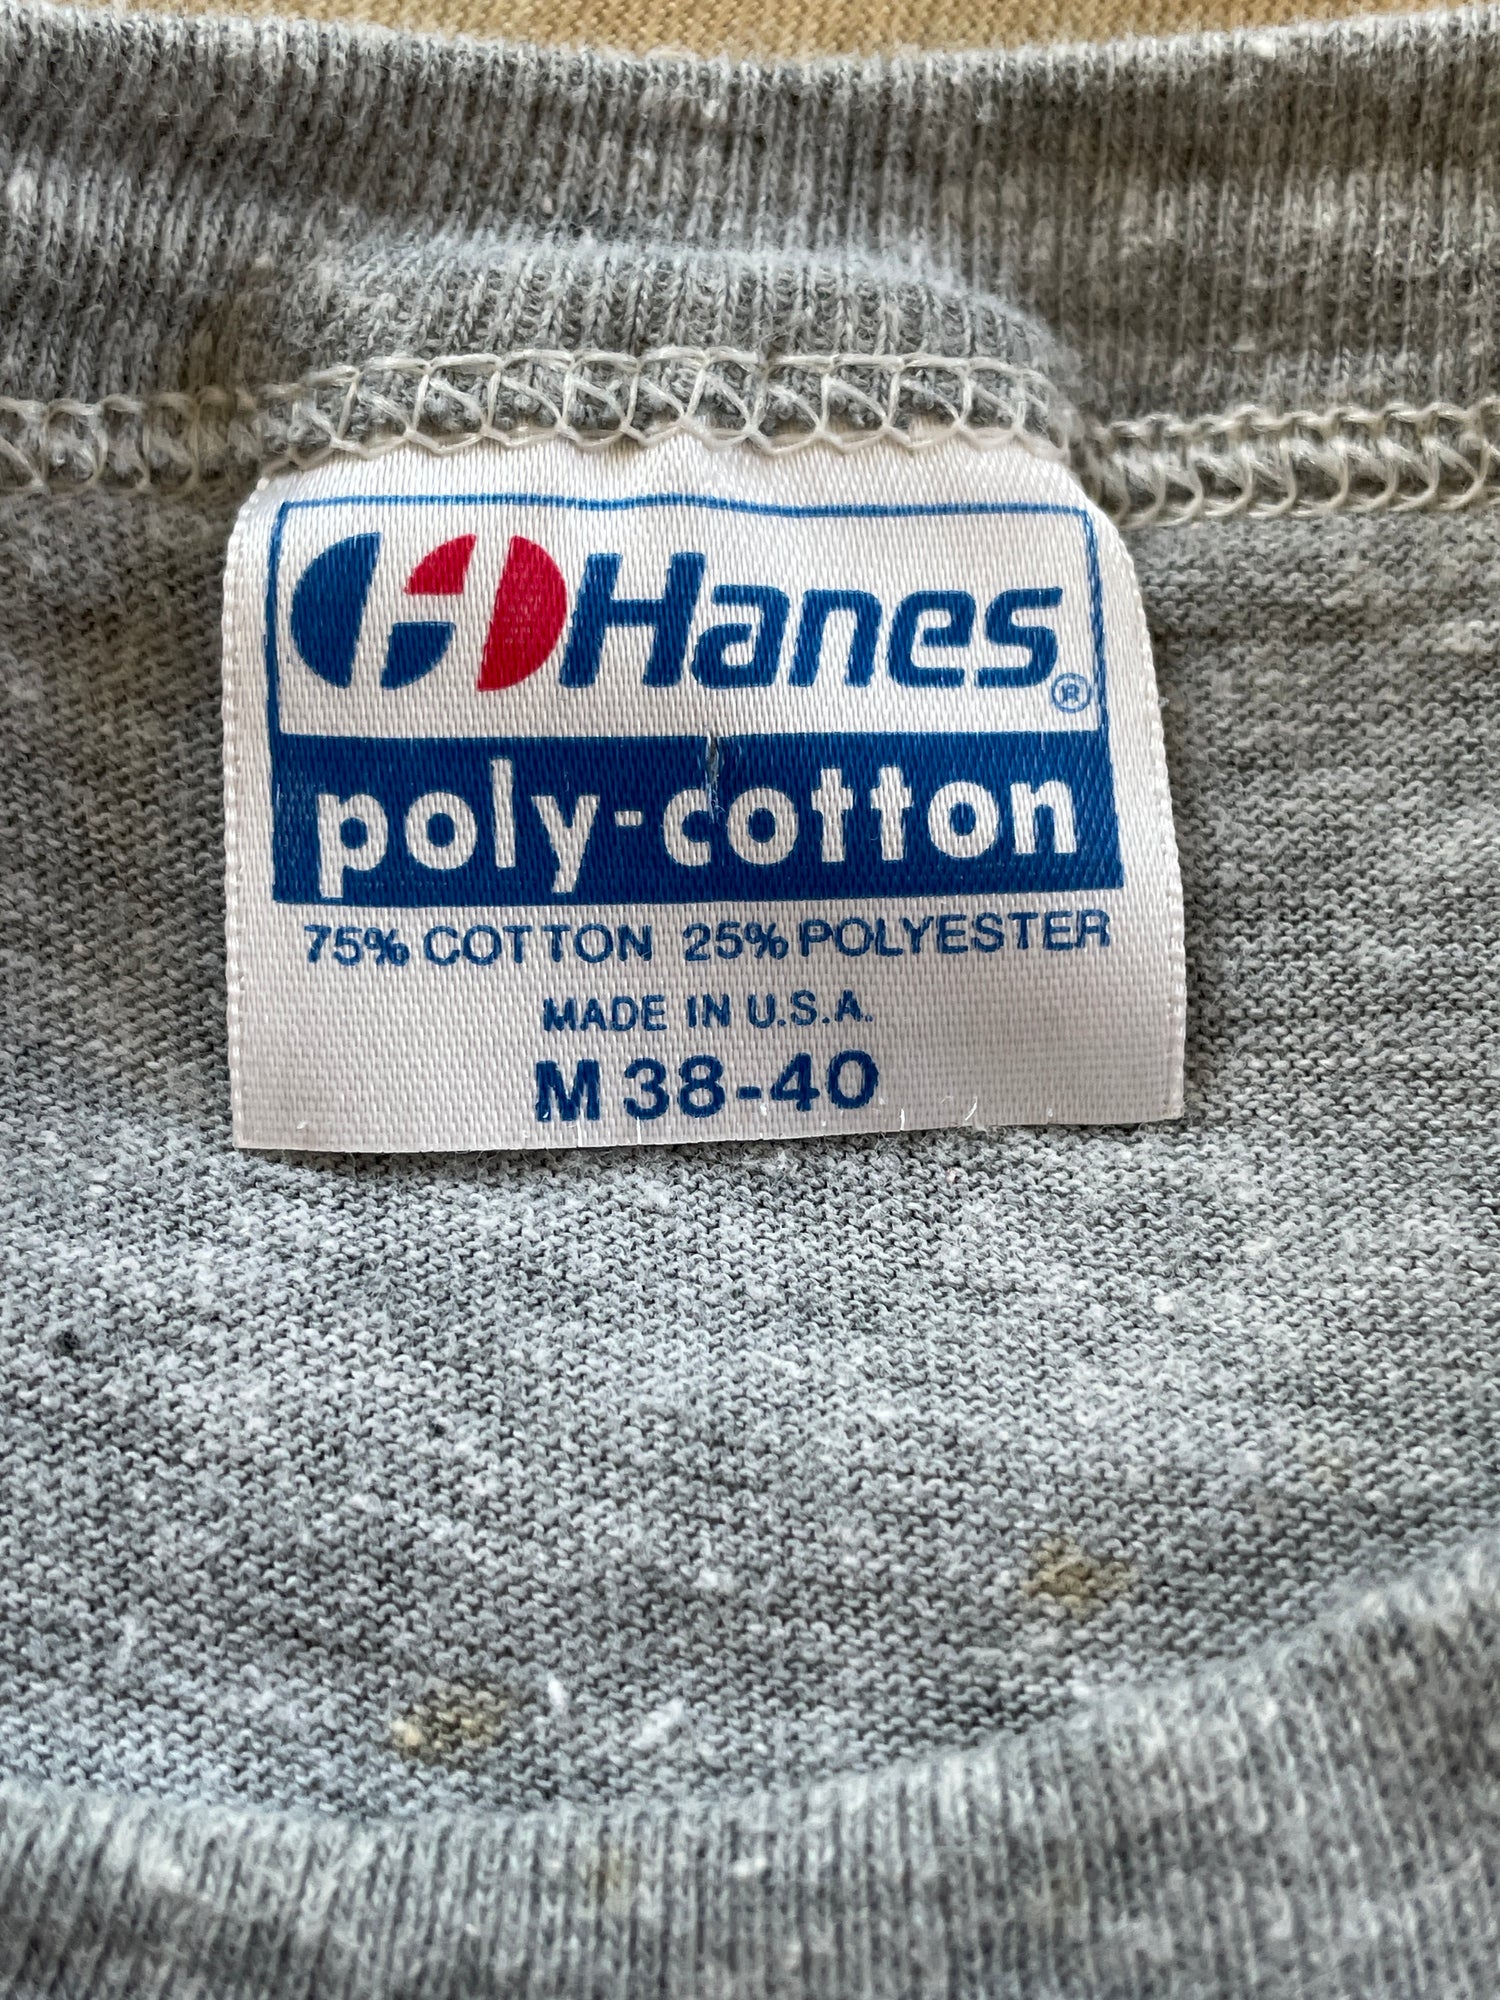 Hanes®
poly-cotton
75% COTTON 25% POLYESTER
MADE IN U.S.A.
M 38-40